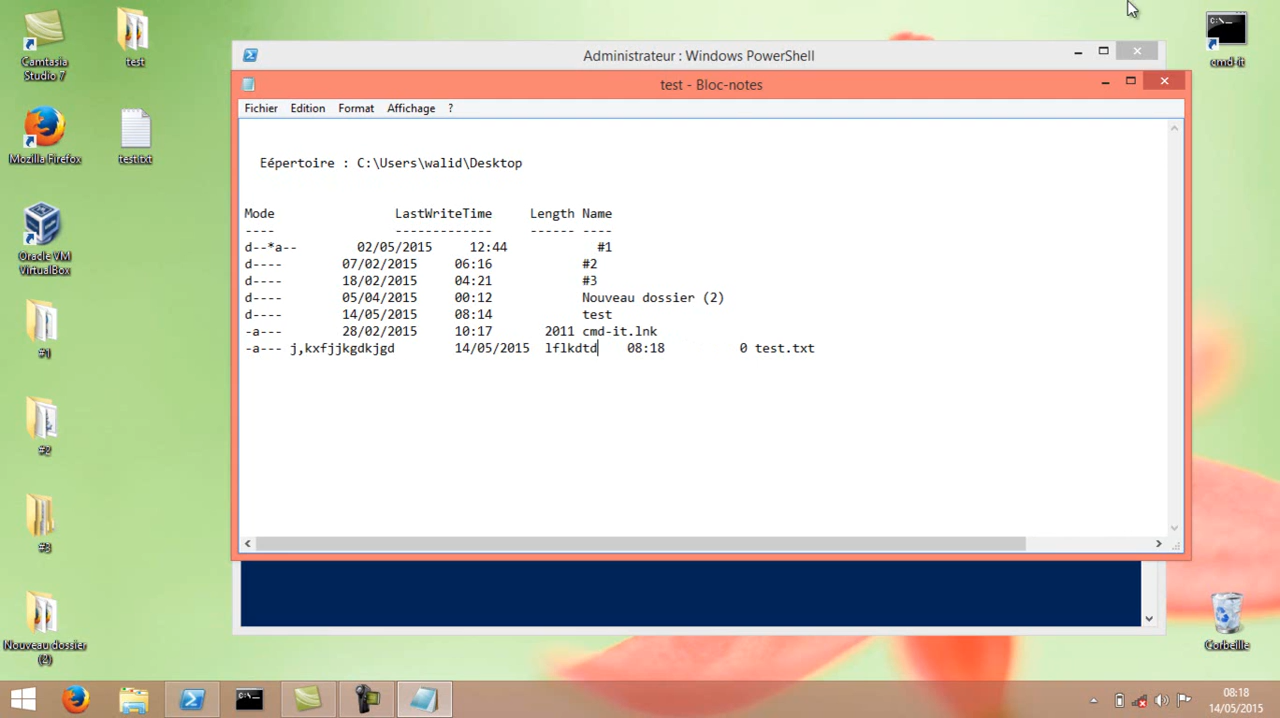 Camtasia Studio 7
test
Mozilla Firefox
test.txt
Oracle VM VirtualBox
#1
#2
#3
Nouveau dossier (2)
cmd-it
Corbeille
Administrateur : Windows PowerShell
test - Bloc-notes
Fichier Edition Format Affichage ?
Eépertoire : C:\Users\walid\Desktop
Mode LastWriteTime Length Name
---- ------------- ------ ----
d--*a-- 02/05/2015 12:44 #1
d---- 07/02/2015 06:16 #2
d---- 18/02/2015 04:21 #3
d---- 05/04/2015 00:12 Nouveau dossier (2)
d---- 14/05/2015 08:14 test
-a--- 28/02/2015 10:17 2011 cmd-it.lnk
-a--- j,kxfjjkgdkjgd 14/05/2015 lflkdtd 08:18 0 test.txt
08:18
14/05/2015